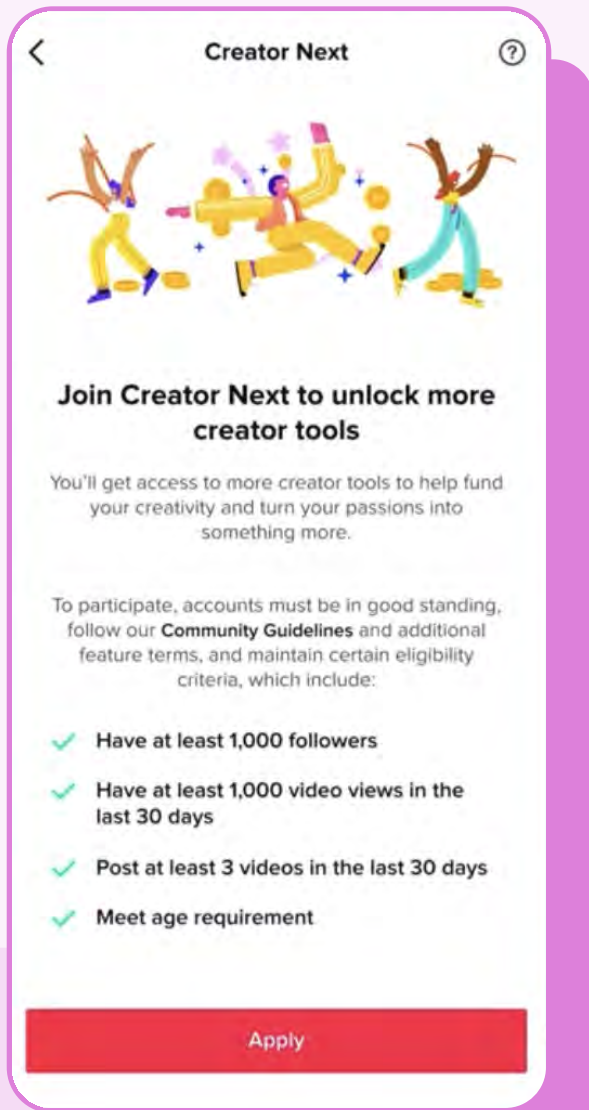 Creator Next
Join Creator Next to unlock more
creator tools
You'll get access to more creator tools to help fund
your creativity and turn your passions into
something more.
To participate, accounts must be in good standing,
follow our Community Guidelines and additional
feature terms, and maintain certain eligibility
criteria, which include:
Have at least 1,000 followers
Have at least 1,000 video views in the
last 30 days
Post at least 3 videos in the last 30 days
Meet age requirement
Apply